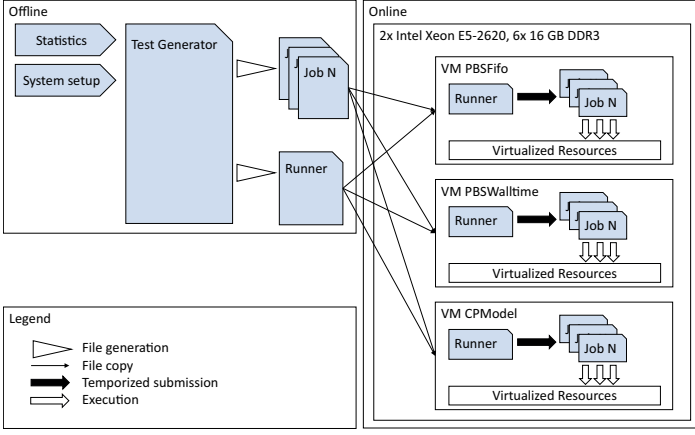 Offline
Statistics
System setup
Test Generator
J
J
Job N
Runner
Legend
File generation
File copy
Temporized submission
Execution
Online
2x Intel Xeon E5-2620, 6x 16 GB DDR3
VM PBSFifo
Runner
J
J
Job N
Virtualized Resources
VM PBSWalltime
Runner
J
J
Job N
Virtualized Resources
VM CPModel
Runner
J
J
Job N
Virtualized Resources